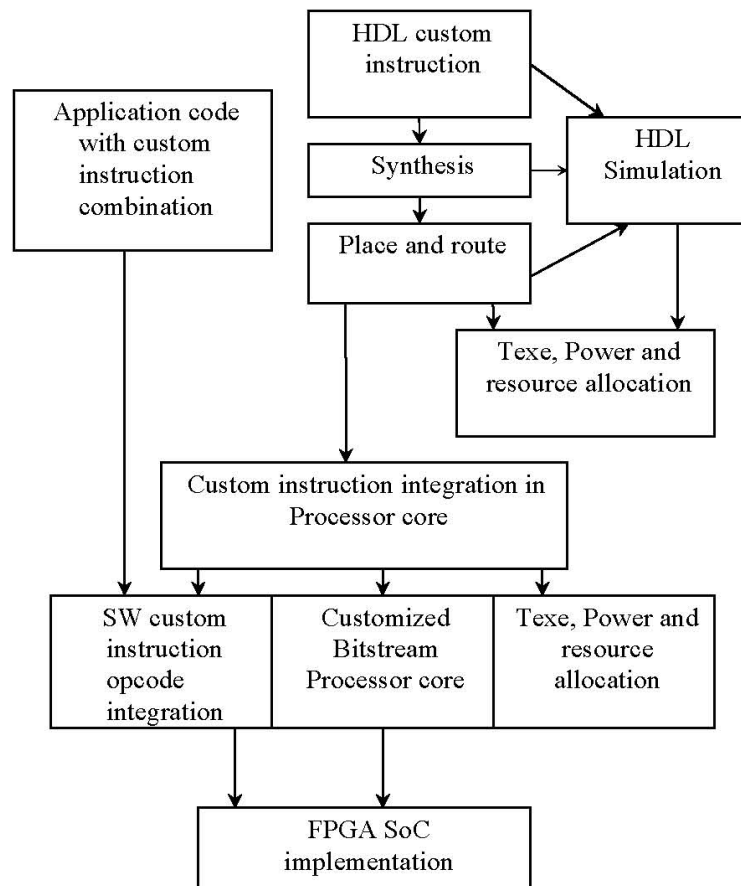 HDL custom
instruction
Application code
with custom
instruction
combination
Synthesis
HDL
Simulation
Place and route
Texe, Power and
resource allocation
Custom instruction integration in
Processor core
SW custom
instruction
opcode
integration
Customized
Bitstream
Processor core
Texe, Power and
resource
allocation
FPGA SoC
implementation